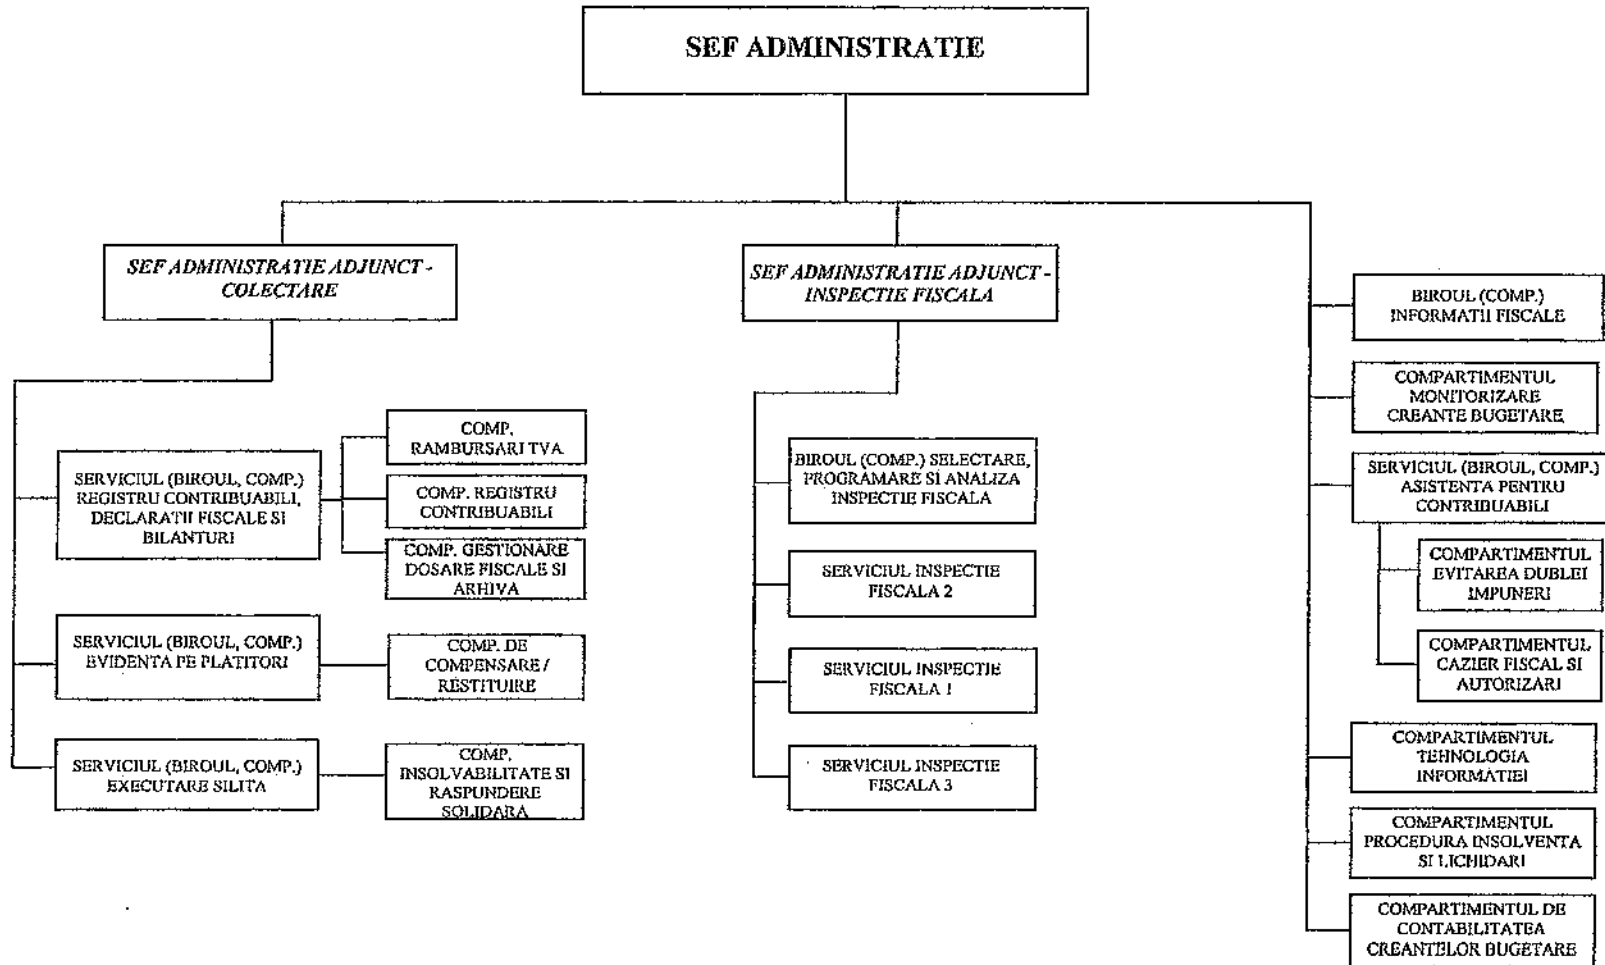 SEF ADMINISTRATIE
SEF ADMINISTRATIE ADJUNCT -
COLECTARE
SERVICIUL (BIROUL, COMP.)
REGISTRU CONTRIBUABILI,
DECLARATII FISCALE SI
BILANTURI
COMP.
RAMBURSARI TVA
COMP. REGISTRU
CONTRIBUABILI
COMP. GESTIONARE
DOSARE FISCALE SI
ARHIVA
SERVICIUL (BIROUL, COMP.)
EVIDENTA PE PLATITORI
COMP. DE
COMPENSARE /
RESTITUIRE
SERVICIUL (BIROUL, COMP.)
EXECUTARE SILITA
COMP.
INSOLVABILITATE SI
RASPUNDERE
SOLIDARA
SEF ADMINISTRATIE ADJUNCT -
INSPECTIE FISCALA
BIROUL (COMP.) SELECTARE,
PROGRAMARE SI ANALIZA
INSPECTIE FISCALA
SERVICIUL INSPECTIE
FISCALA 2
SERVICIUL INSPECTIE
FISCALA 1
SERVICIUL INSPECTIE
FISCALA 3
BIROUL (COMP.)
INFORMATII FISCALE
COMPARTIMENTUL
MONITORIZARE
CREANTE BUGETARE
SERVICIUL (BIROUL, COMP.)
ASISTENTA PENTRU
CONTRIBUABILI
COMPARTIMENTUL
EVITAREA DUBLEI
IMPUNERI
COMPARTIMENTUL
CAZIER FISCAL SI
AUTORIZARI
COMPARTIMENTUL
TEHNOLOGIA
INFORMATIEI
COMPARTIMENTUL
PROCEDURA INSOLVENTA
SI LICHIDARI
COMPARTIMENTUL DE
CONTABILITATEA
CREANTELOR BUGETARE